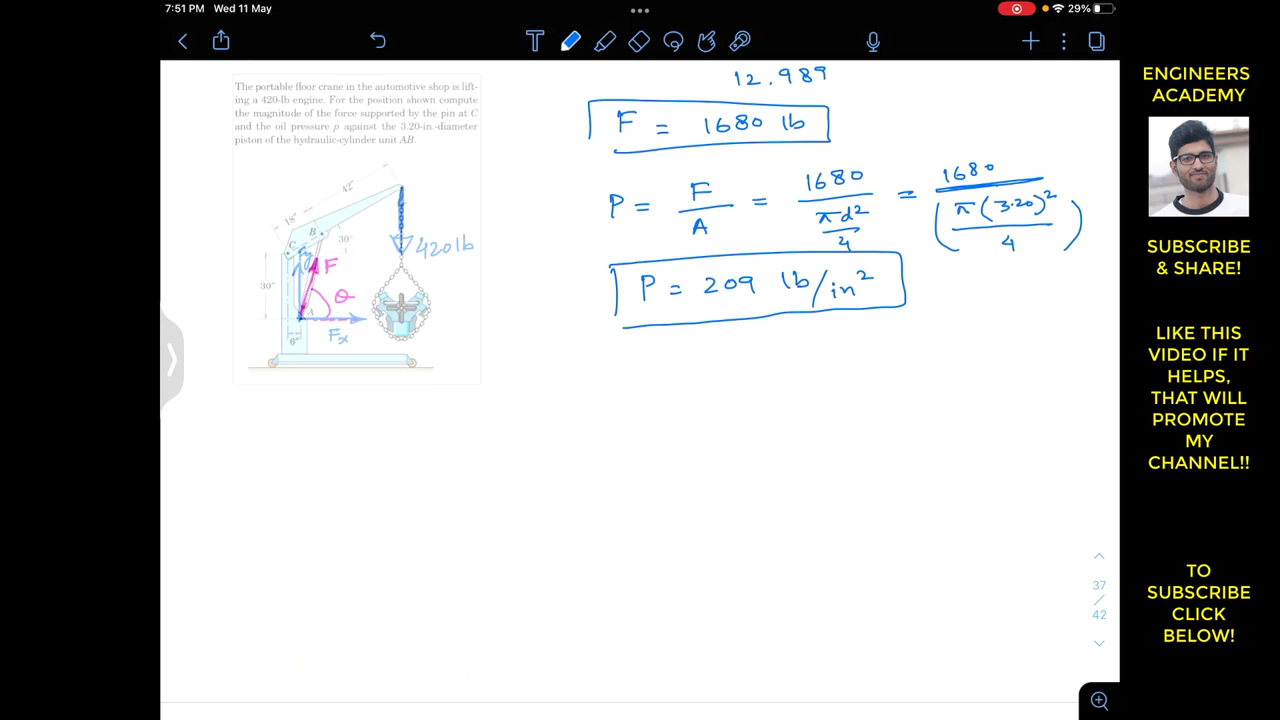 7:51 PM Wed 11 May
29%
The portable floor crane in the automotive shop is lift-
ing a 420-lb engine. For the position shown compute
the magnitude of the force supported by the pin at C
and the oil pressure p against the 3.20-in.-diameter
piston of the hydraulic-cylinder unit AB.
42"
18"
B
30°
C
Fy
F
420 lb
30"
θ
A
Fx
6"
12.989
F = 1680 lb
P = F/A = 1680/(πd²/4) = 1680/(π(3.20)²/4)
P = 209 lb/in²
T
37
/
42
ENGINEERS
ACADEMY
SUBSCRIBE
& SHARE!
LIKE THIS
VIDEO IF IT
HELPS,
THAT WILL
PROMOTE
MY
CHANNEL!!
TO
SUBSCRIBE
CLICK
BELOW!